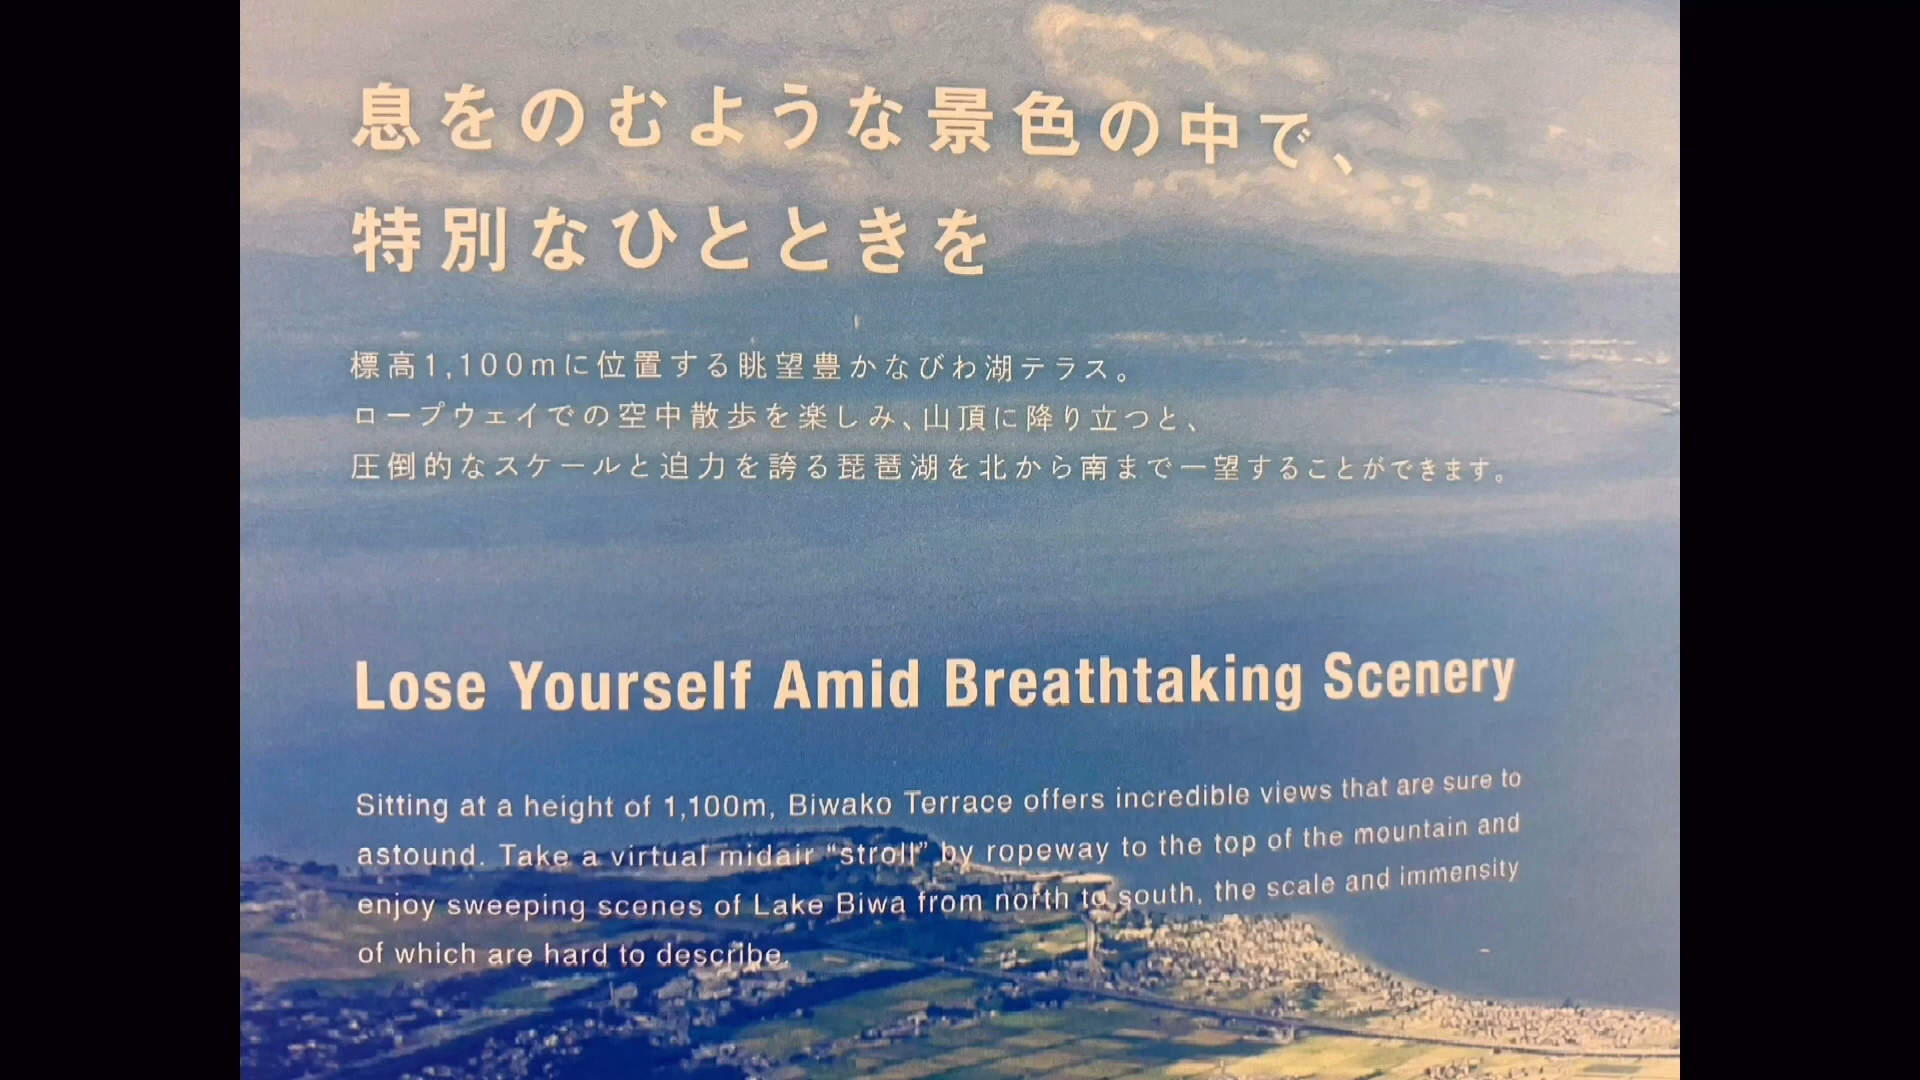 息をのむような景色の中で、
特別なひとときを
標高1,100mに位置する眺望豊かなびわ湖テラス。
ロープウェイでの空中散歩を楽しみ、山頂に降り立つと、
圧倒的なスケールと迫力を誇る琵琶湖を北から南まで一望することができます。
Lose Yourself Amid Breathtaking Scenery
Sitting at a height of 1,100m, Biwako Terrace offers incredible views that are sure to
astound. Take a virtual midair “stroll” by ropeway to the top of the mountain and
enjoy sweeping scenes of Lake Biwa from north to south, the scale and immensity
of which are hard to describe.